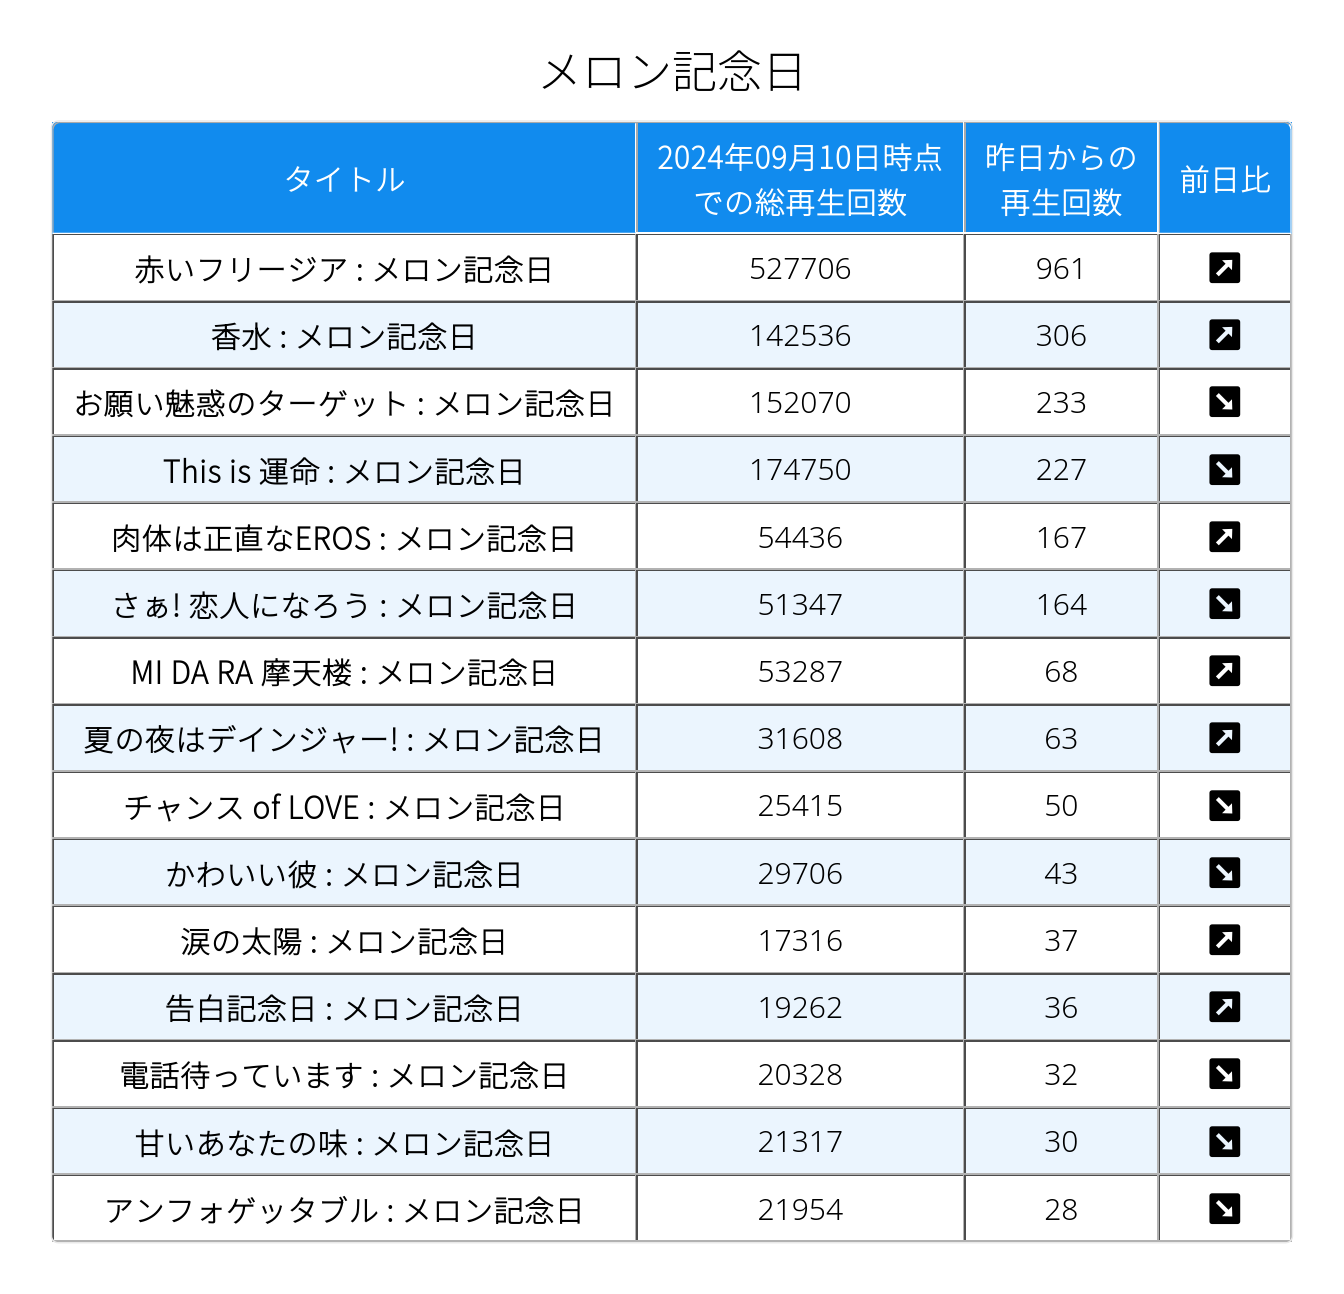 メロン記念日
タイトル
2024年09月10日時点
での総再生回数
昨日からの
再生回数
前日比
赤いフリージア : メロン記念日 527706 961 ↗
香水 : メロン記念日 142536 306 ↗
お願い魅惑のターゲット : メロン記念日 152070 233 ↘
This is 運命 : メロン記念日 174750 227 ↘
肉体は正直なEROS : メロン記念日 54436 167 ↗
さぁ! 恋人になろう : メロン記念日 51347 164 ↘
MI DA RA 摩天楼 : メロン記念日 53287 68 ↗
夏の夜はデインジャー! : メロン記念日 31608 63 ↗
チャンス of LOVE : メロン記念日 25415 50 ↘
かわいい彼 : メロン記念日 29706 43 ↘
涙の太陽 : メロン記念日 17316 37 ↗
告白記念日 : メロン記念日 19262 36 ↗
電話待っています : メロン記念日 20328 32 ↘
甘いあなたの味 : メロン記念日 21317 30 ↘
アンフォゲッタブル : メロン記念日 21954 28 ↘